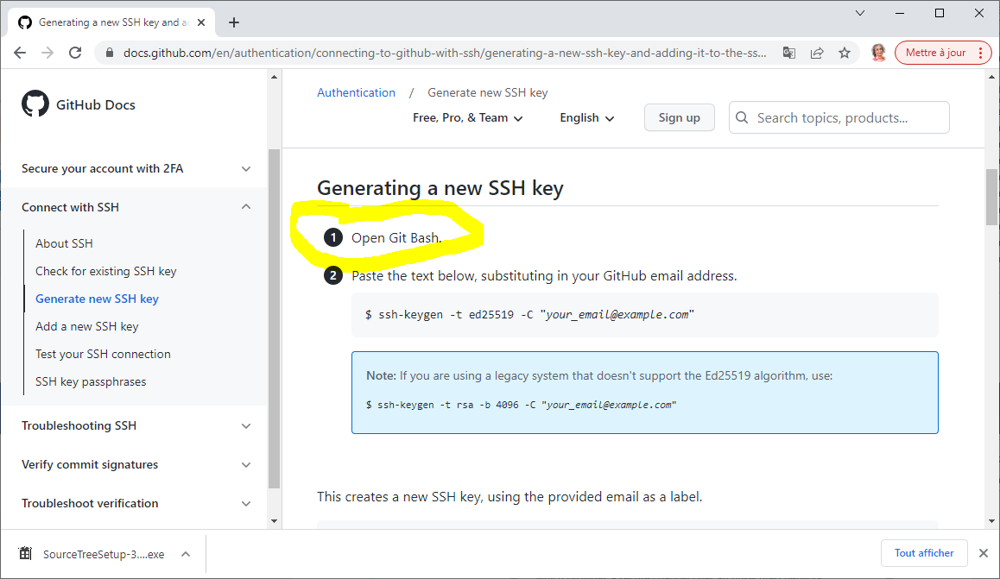 Generating a new SSH key and a
docs.github.com/en/authentication/connecting-to-github-with-ssh/generating-a-new-ssh-key-and-adding-it-to-the-ss...
Mettre à jour
GitHub Docs
Secure your account with 2FA
Connect with SSH
About SSH
Check for existing SSH key
Generate new SSH key
Add a new SSH key
Test your SSH connection
SSH key passphrases
Troubleshooting SSH
Verify commit signatures
Troubleshoot verification
Authentication / Generate new SSH key
Free, Pro, & Team English Sign up Search topics, products...
Generating a new SSH key
1 Open Git Bash.
2 Paste the text below, substituting in your GitHub email address.
$ ssh-keygen -t ed25519 -C "your_email@example.com"
Note: If you are using a legacy system that doesn't support the Ed25519 algorithm, use:
$ ssh-keygen -t rsa -b 4096 -C "your_email@example.com"
This creates a new SSH key, using the provided email as a label.
SourceTreeSetup-3....exe
Tout afficher